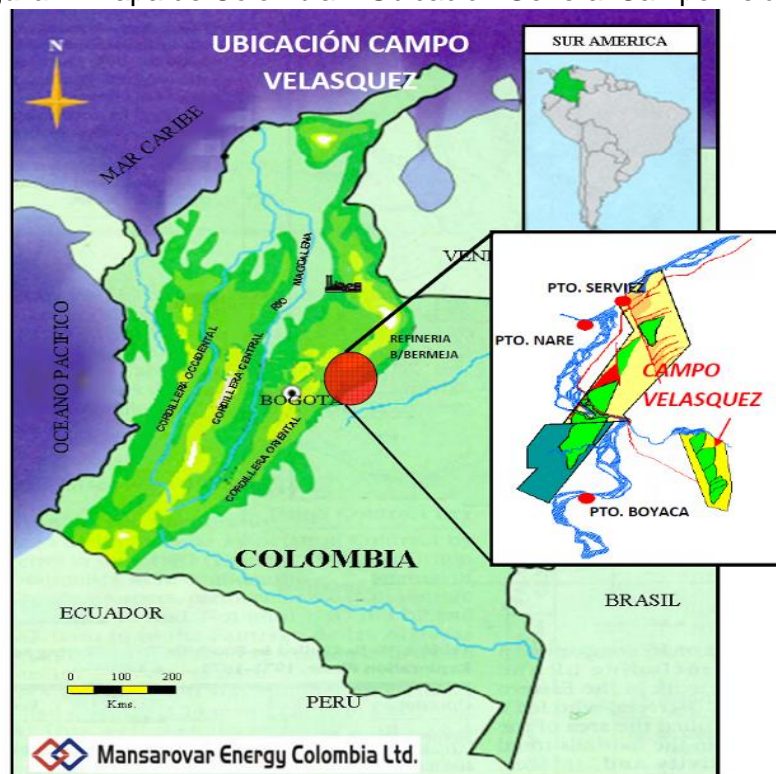 UBICACIÓN CAMPO
VELASQUEZ
N
SUR AMERICA
MAR CARIBE
OCEANO PACIFICO
RIO
MAGDALENA
CORDILLERA OCCIDENTAL
CORDILLERA CENTRAL
CORDILLERA ORIENTAL
REFINERIA
B/BERMEJA
BOGOTA
PTO. SERVIEZ
PTO. NARE
CAMPO
VELASQUEZ
PTO. BOYACA
COLOMBIA
ECUADOR
BRASIL
PERU
0 100 200
Kms.
Mansarovar Energy Colombia Ltd.